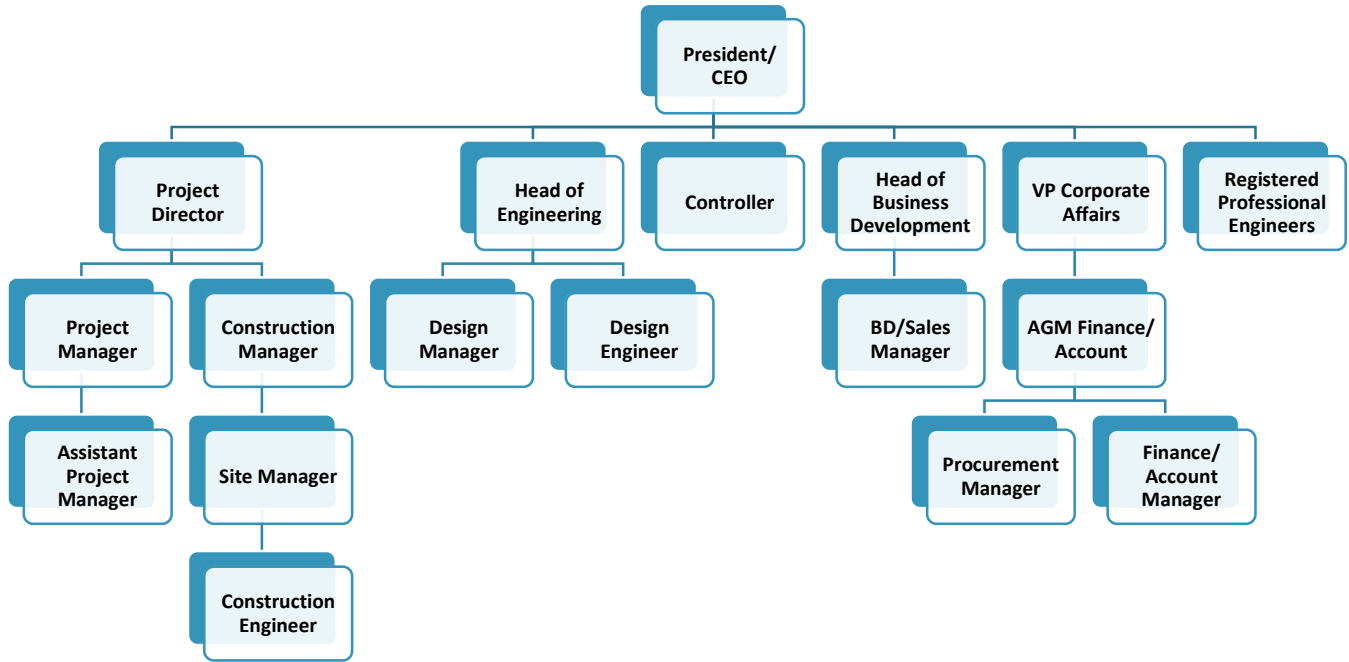 President/
CEO
Project
Director
Head of
Engineering
Controller
Head of
Business
Development
VP Corporate
Affairs
Registered
Professional
Engineers
Project
Manager
Construction
Manager
Design
Manager
Design
Engineer
BD/Sales
Manager
AGM Finance/
Account
Assistant
Project
Manager
Site Manager
Procurement
Manager
Finance/
Account
Manager
Construction
Engineer